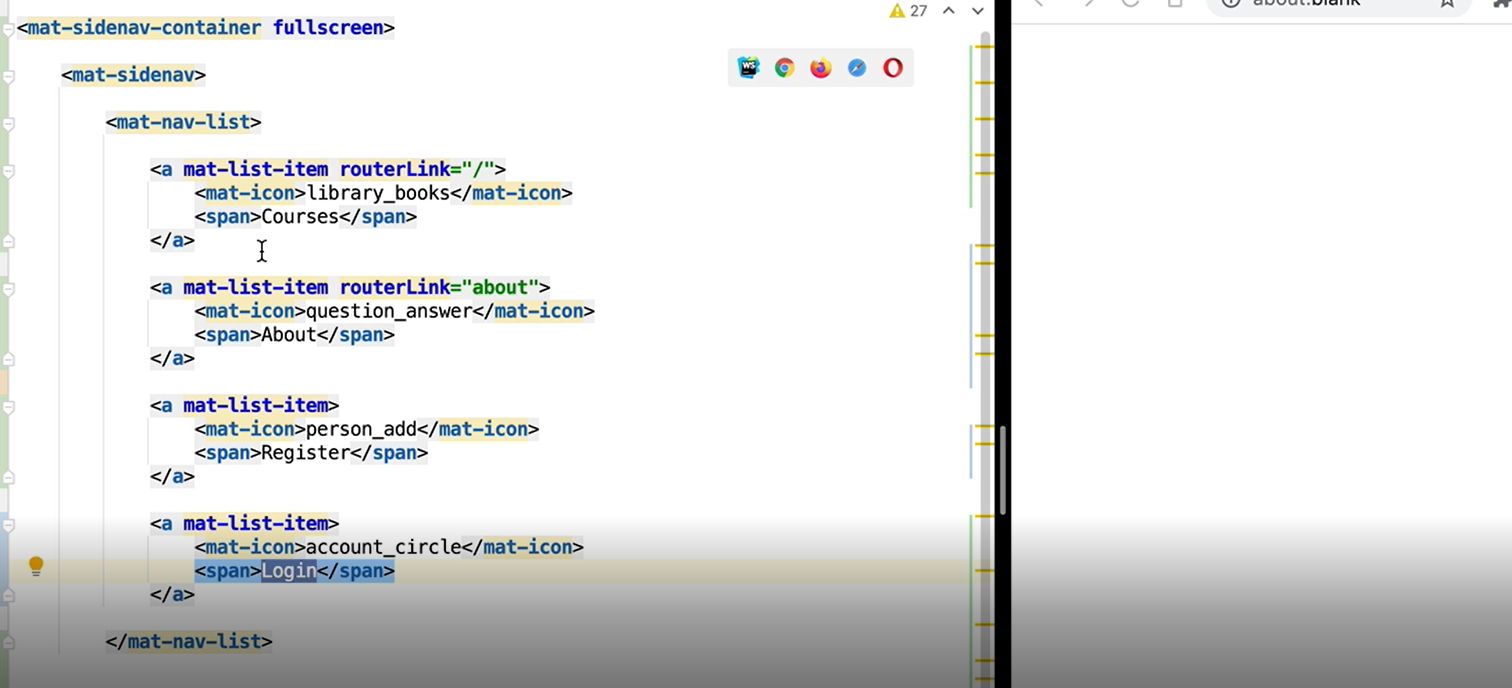 <mat-sidenav-container fullscreen>
27
about:blank
WS
<mat-sidenav>
<mat-nav-list>
<a mat-list-item routerLink="/">
<mat-icon>library_books</mat-icon>
<span>Courses</span>
</a>
<a mat-list-item routerLink="about">
<mat-icon>question_answer</mat-icon>
<span>About</span>
</a>
<a mat-list-item>
<mat-icon>person_add</mat-icon>
<span>Register</span>
</a>
<a mat-list-item>
<mat-icon>account_circle</mat-icon>
<span>Login</span>
</a>
</mat-nav-list>